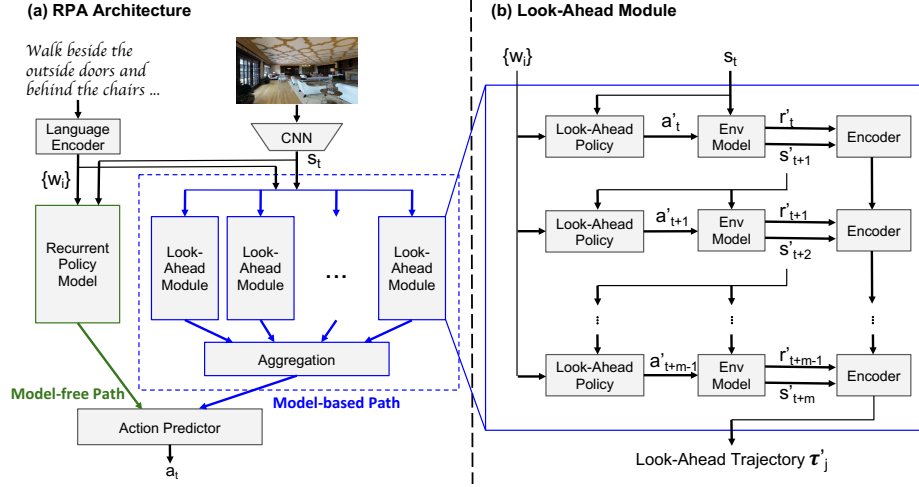 (a) RPA Architecture
Walk beside the
outside doors and
behind the chairs ...
Language
Encoder
CNN
{wᵢ}
sₜ
Recurrent
Policy
Model
Look-
Ahead
Module
Look-
Ahead
Module
...
Look-
Ahead
Module
Aggregation
Model-free Path
Model-based Path
Action Predictor
aₜ
(b) Look-Ahead Module
{wᵢ}
sₜ
Look-Ahead
Policy
a'ₜ
Env
Model
r'ₜ
s'ₜ₊₁
Encoder
Look-Ahead
Policy
a'ₜ₊₁
Env
Model
r'ₜ₊₁
s'ₜ₊₂
Encoder
...
...
...
Look-Ahead
Policy
a'ₜ₊ₘ₋₁
Env
Model
r'ₜ₊ₘ₋₁
s'ₜ₊ₘ
Encoder
Look-Ahead Trajectory τ'ⱼ